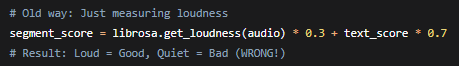 # Old way: Just measuring loudness
segment_score = librosa.get_loudness(audio) * 0.3 + text_score * 0.7
# Result: Loud = Good, Quiet = Bad (WRONG!)